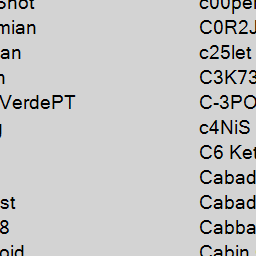 Shot c00per
mian C0R2J
an c25let
n C3K73
VerdePT C-3PO
g c4NiS
C6 Ket
Cabad
st Cabad
8 Cabba
oid Cabin